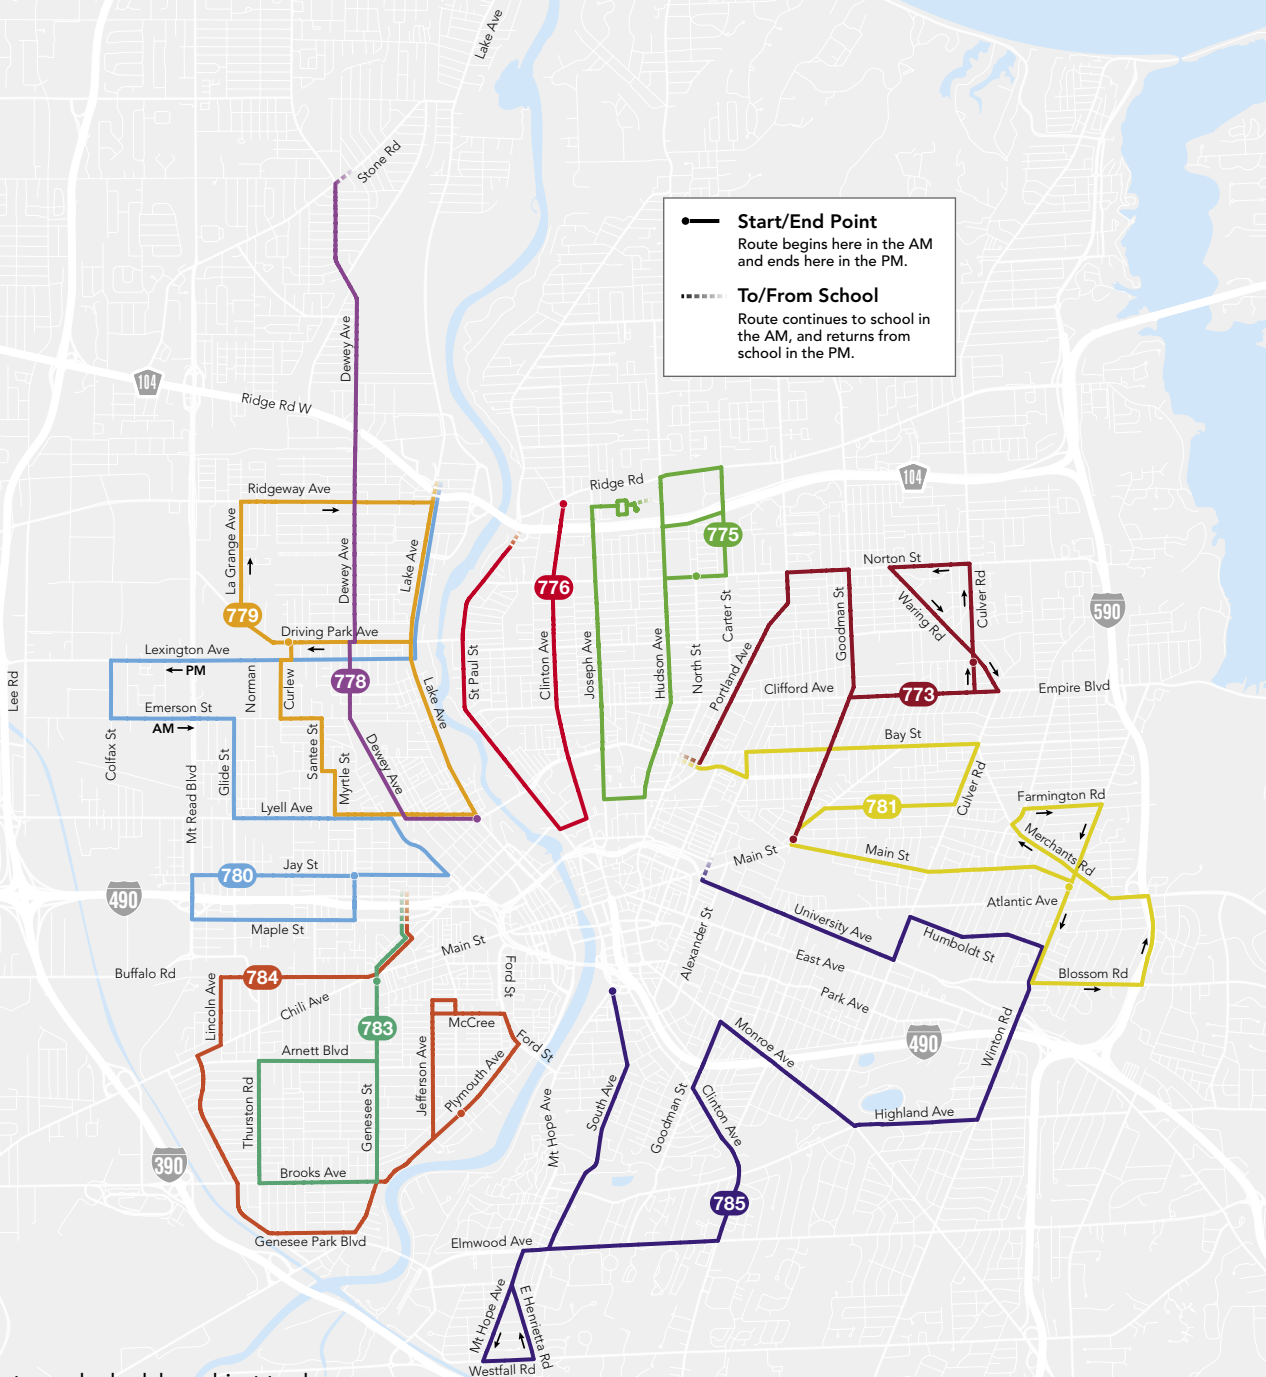 Lake Ave
Stone Rd
Start/End Point
Route begins here in the AM
and ends here in the PM.
To/From School
Route continues to school in
the AM, and returns from
school in the PM.
Dewey Ave
104
Ridge Rd W
Ridge Rd
104
Ridgeway Ave
La Grange Ave
Dewey Ave
Lake Ave
775
776
Norton St
Culver Rd
Waring Rd
590
779
Driving Park Ave
Carter St
Goodman St
Lexington Ave
PM
Lee Rd
Norman
Curlew
778
St Paul St
Clinton Ave
Joseph Ave
Hudson Ave
North St
Portland Ave
Clifford Ave
773
Empire Blvd
Emerson St
AM
Lake Ave
Colfax St
Mt Read Blvd
Glide St
Santee St
Myrtle St
Dewey Ave
Bay St
Culver Rd
Lyell Ave
781
Farmington Rd
Merchants Rd
Main St
Main St
780
Jay St
490
Maple St
Atlantic Ave
University Ave
Humboldt St
Alexander St
East Ave
Park Ave
Blossom Rd
Buffalo Rd
784
Main St
Ford St
Lincoln Ave
Chili Ave
783
McCree
Ford St
490
Monroe Ave
Winton Rd
Arnett Blvd
Thurston Rd
Genesee St
Jefferson Ave
Plymouth Ave
Mt Hope Ave
South Ave
Goodman St
Clinton Ave
Highland Ave
390
Brooks Ave
785
Genesee Park Blvd
Elmwood Ave
Mt Hope Ave
E Henrietta Rd
Westfall Rd